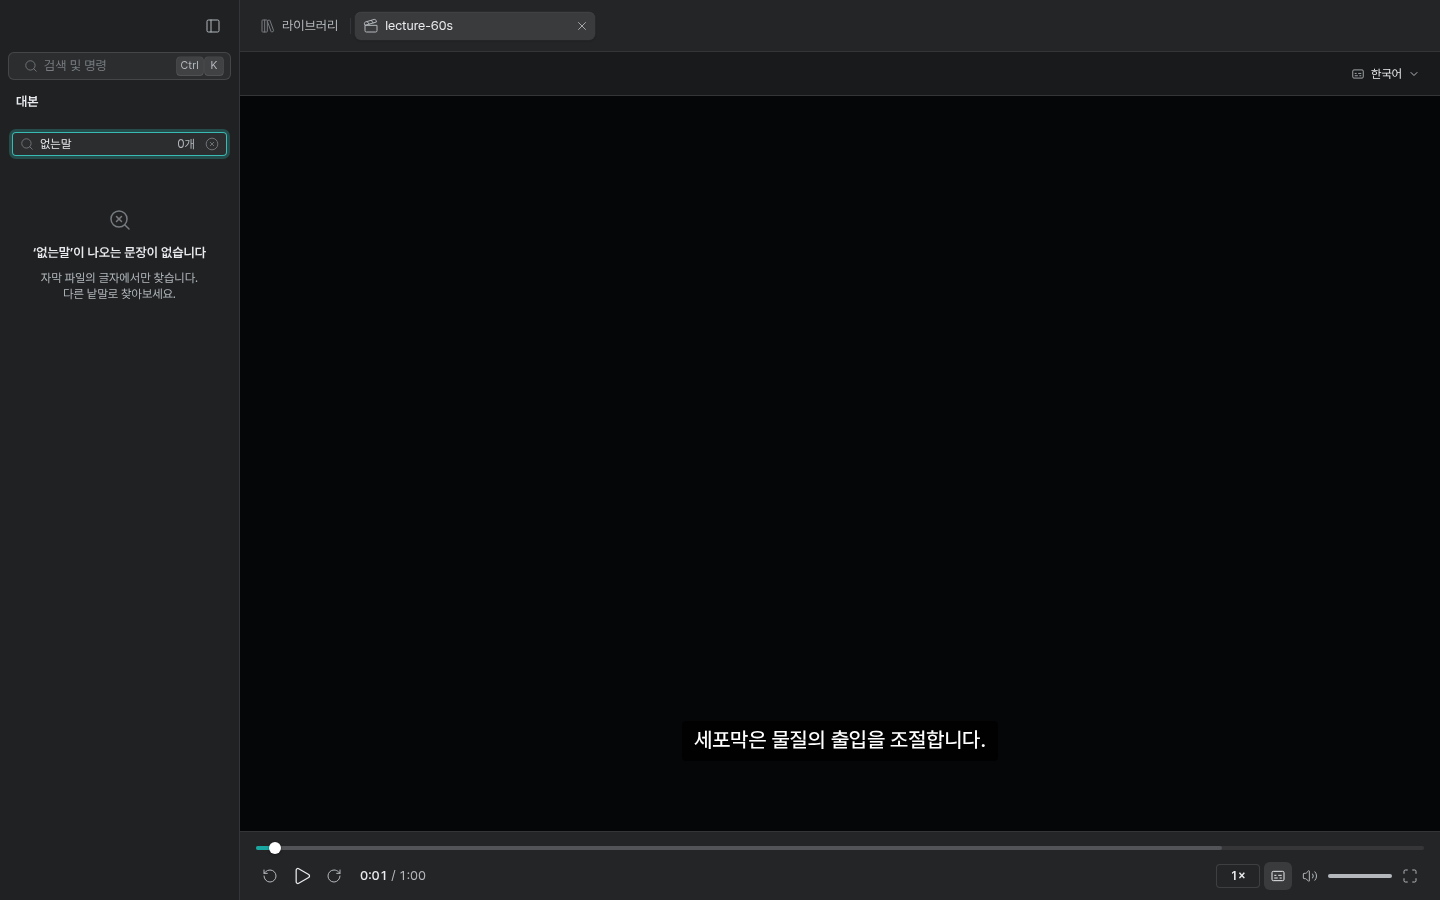 라이브러리
lecture-60s
검색 및 명령 Ctrl K
한국어
대본
없는말 0개
‘없는말’이 나오는 문장이 없습니다
자막 파일의 글자에서만 찾습니다.
다른 낱말로 찾아보세요.
세포막은 물질의 출입을 조절합니다.
0:01 / 1:00
1×